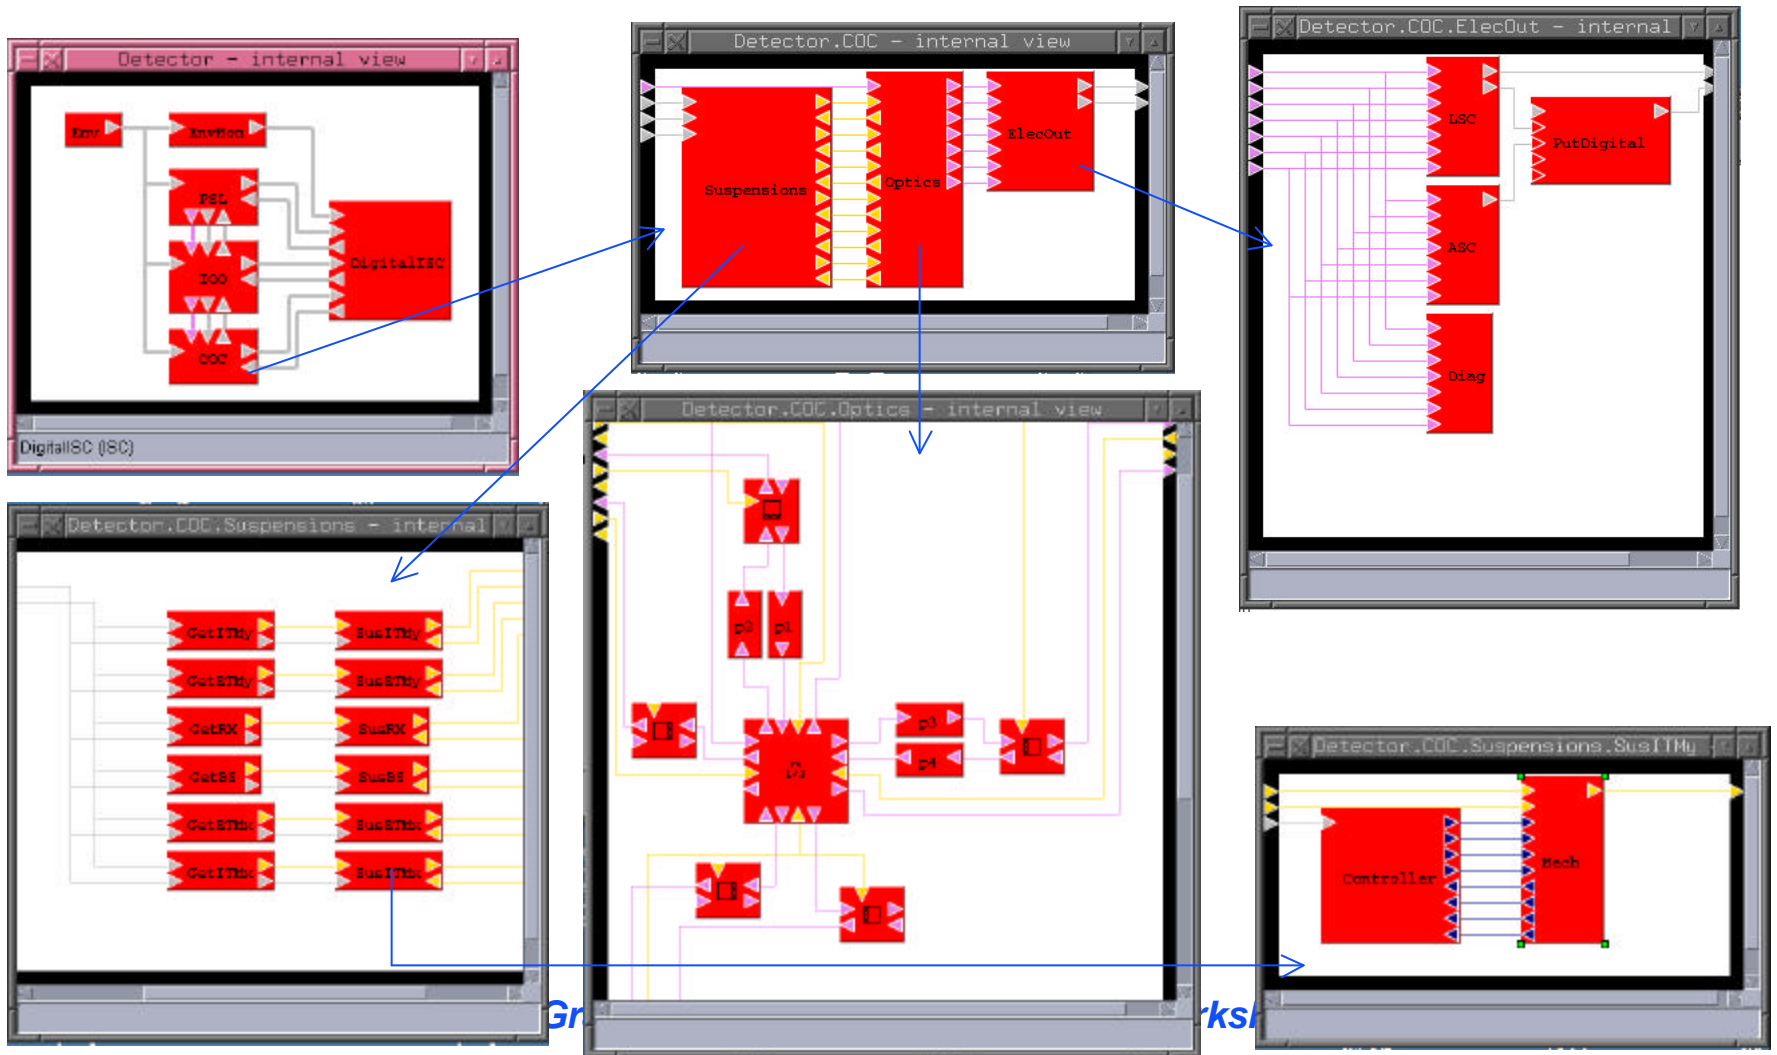 Detector - internal view
Env
EnvMon
PSL
IOO
COC
DigitalISC
DigitalISC (ISC)
Detector.COC - internal view
Suspensions
Optics
ElecOut
Detector.COC.ElecOut - internal
LSC
PutDigital
ASC
Diag
Detector.COC.Suspensions - internal
GetITMy
SusITMy
GetETMy
SusETMy
GetRX
SusRX
GetBS
SusBS
GetETMx
SusETMx
GetITMx
SusITMx
Detector.COC.Optics - internal view
p2
p1
p3
p4
Detector.COC.Suspensions.SusITMy
Controller
Mech